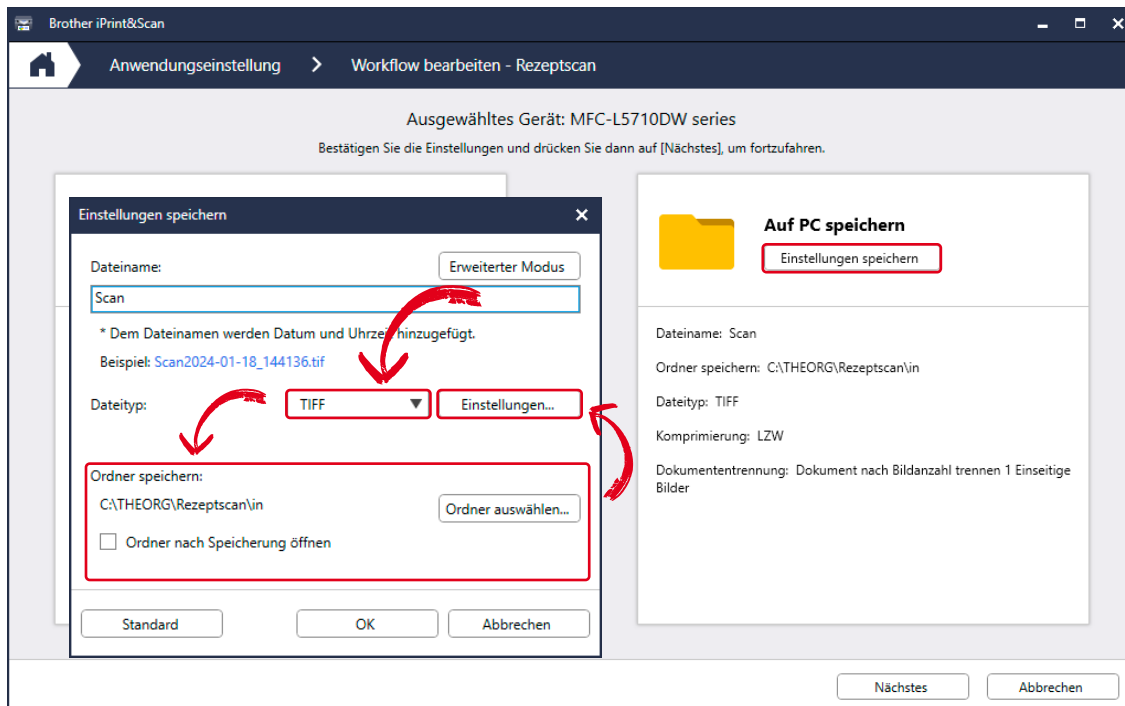 Brother iPrint&Scan
Anwendungseinstellung > Workflow bearbeiten - Rezeptscan
Ausgewähltes Gerät: MFC-L5710DW series
Bestätigen Sie die Einstellungen und drücken Sie dann auf [Nächstes], um fortzufahren.
Einstellungen speichern
Dateiname:
Erweiterter Modus
Scan
* Dem Dateinamen werden Datum und Uhrzeit hinzugefügt.
Beispiel: Scan2024-01-18_144136.tif
Dateityp:
TIFF
Einstellungen...
Ordner speichern:
C:\THEORG\Rezeptscan\in
Ordner auswählen...
Ordner nach Speicherung öffnen
Standard
OK
Abbrechen
Auf PC speichern
Einstellungen speichern
Dateiname: Scan
Ordner speichern: C:\THEORG\Rezeptscan\in
Dateityp: TIFF
Komprimierung: LZW
Dokumententrennung: Dokument nach Bildanzahl trennen 1 Einseitige
Bilder
Nächstes
Abbrechen